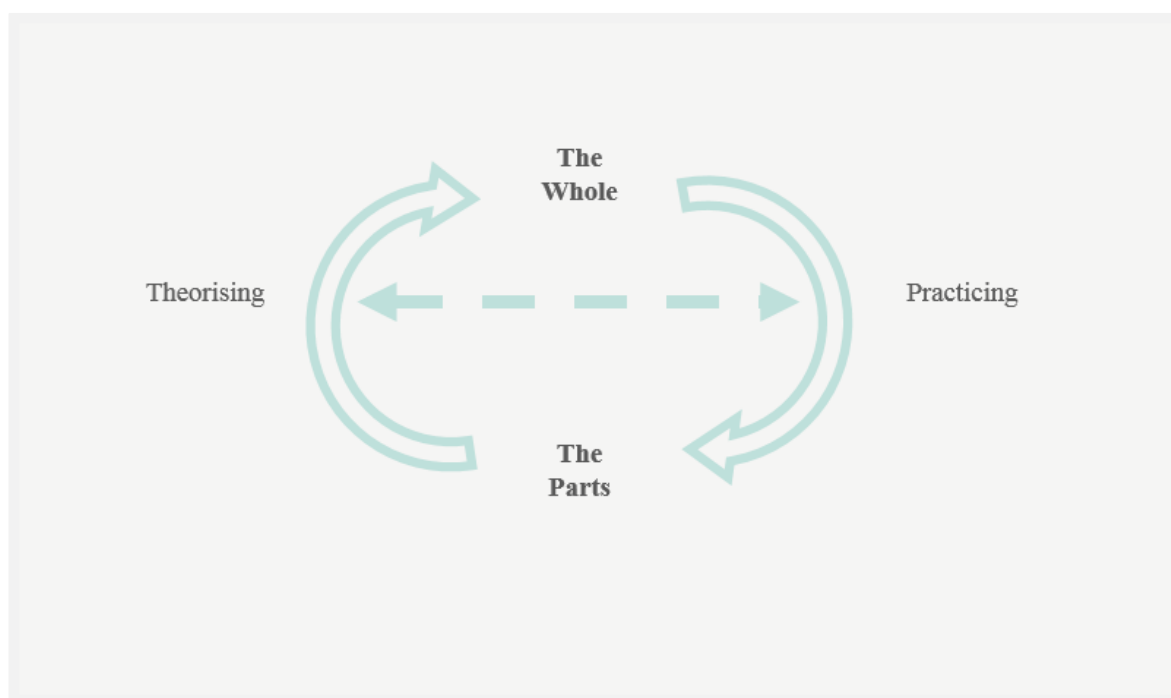 The
Whole
Theorising
Practicing
The
Parts